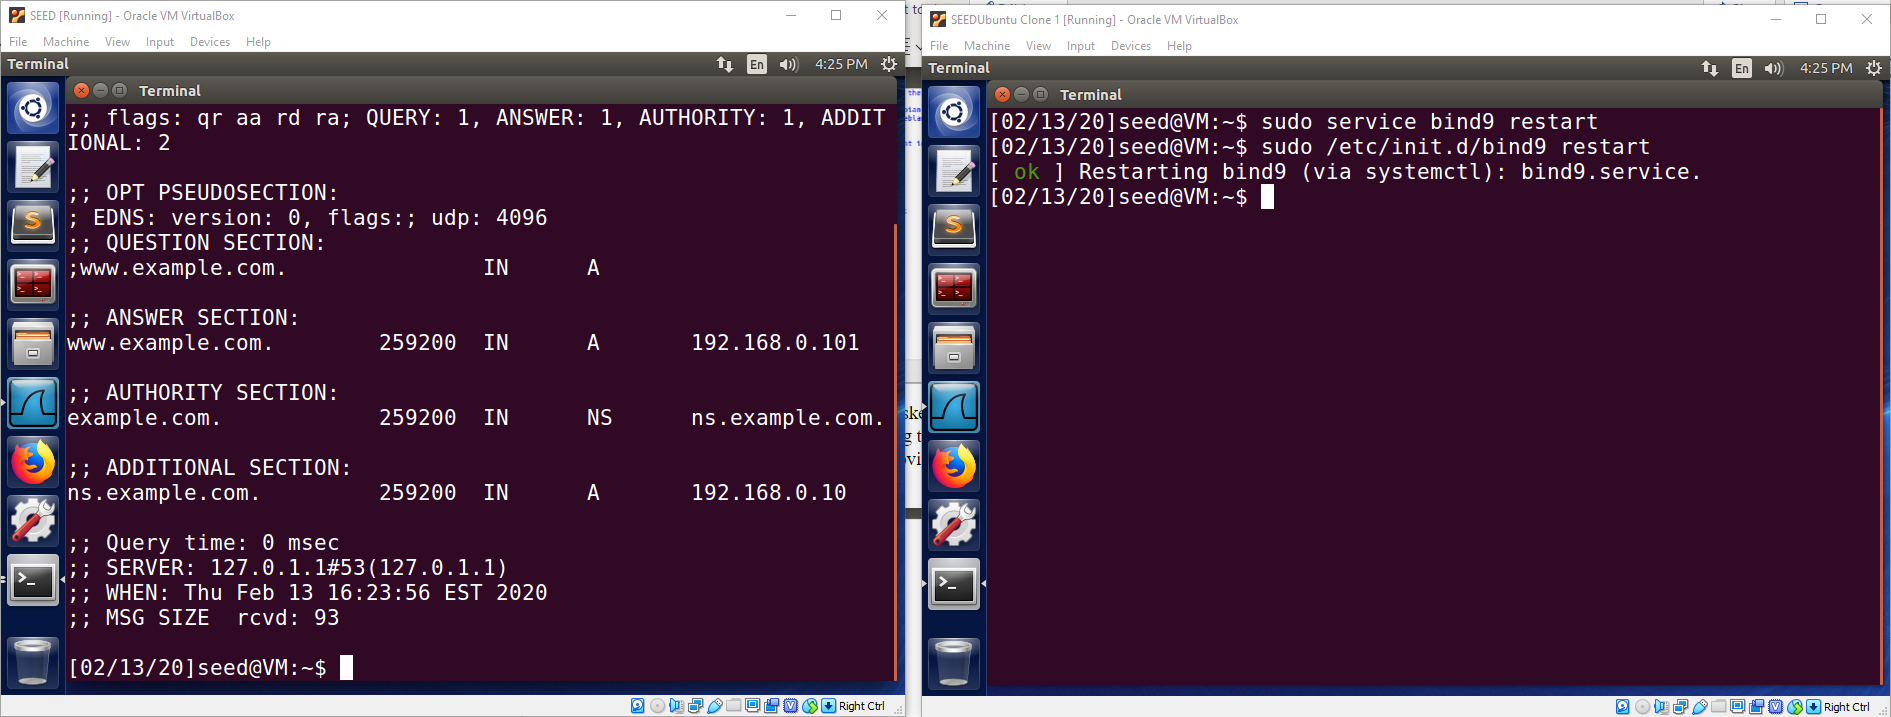 SEED [Running] - Oracle VM VirtualBox
File Machine View Input Devices Help
Terminal En 4:25 PM
Terminal
;; flags: qr aa rd ra; QUERY: 1, ANSWER: 1, AUTHORITY: 1, ADDIT
IONAL: 2
;; OPT PSEUDOSECTION:
; EDNS: version: 0, flags:; udp: 4096
;; QUESTION SECTION:
;www.example.com. IN A
;; ANSWER SECTION:
www.example.com. 259200 IN A 192.168.0.101
;; AUTHORITY SECTION:
example.com. 259200 IN NS ns.example.com.
;; ADDITIONAL SECTION:
ns.example.com. 259200 IN A 192.168.0.10
;; Query time: 0 msec
;; SERVER: 127.0.1.1#53(127.0.1.1)
;; WHEN: Thu Feb 13 16:23:56 EST 2020
;; MSG SIZE rcvd: 93
[02/13/20]seed@VM:~$
Right Ctrl
SEEDUbuntu Clone 1 [Running] - Oracle VM VirtualBox
File Machine View Input Devices Help
Terminal En 4:25 PM
Terminal
[02/13/20]seed@VM:~$ sudo service bind9 restart
[02/13/20]seed@VM:~$ sudo /etc/init.d/bind9 restart
[ ok ] Restarting bind9 (via systemctl): bind9.service.
[02/13/20]seed@VM:~$
Right Ctrl